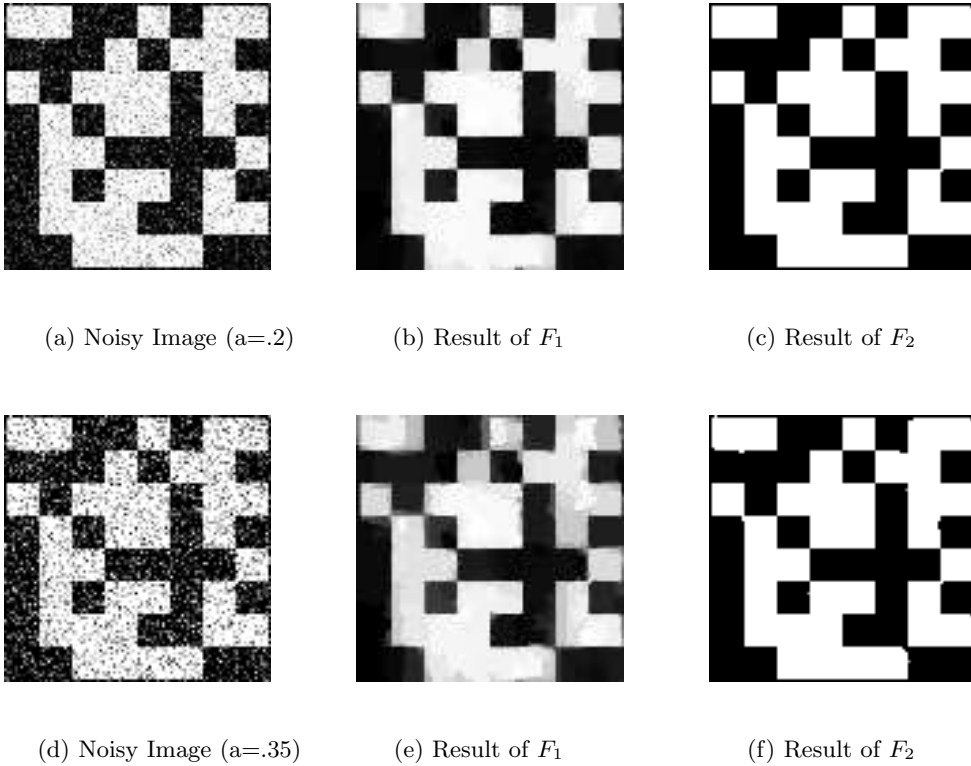 (a) Noisy Image (a=.2)
(b) Result of F₁
(c) Result of F₂
(d) Noisy Image (a=.35)
(e) Result of F₁
(f) Result of F₂